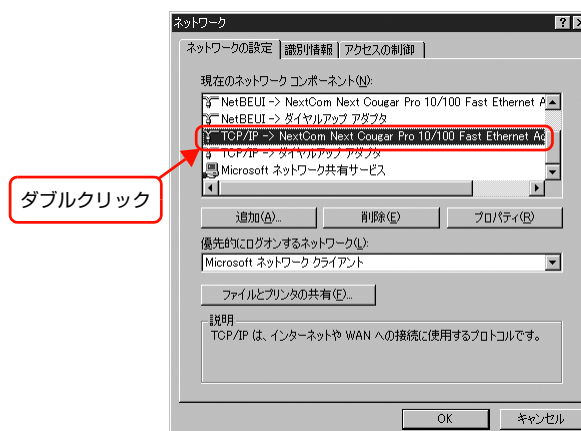 ネットワーク
ネットワークの設定 識別情報 アクセスの制御
現在のネットワーク コンポーネント(N):
NetBEUI -> NextCom Next Cougar Pro 10/100 Fast Ethernet A
NetBEUI -> ダイヤルアップ アダプタ
TCP/IP -> NextCom Next Cougar Pro 10/100 Fast Ethernet Ad
TCP/IP -> ダイヤルアップ アダプタ
Microsoft ネットワーク共有サービス
ダブルクリック
追加(A)... 削除(E) プロパティ(R)
優先的にログオンするネットワーク(L):
Microsoft ネットワーク クライアント
ファイルとプリンタの共有(F)...
説明
TCP/IP は、インターネットや WAN への接続に使用するプロトコルです。
OK キャンセル